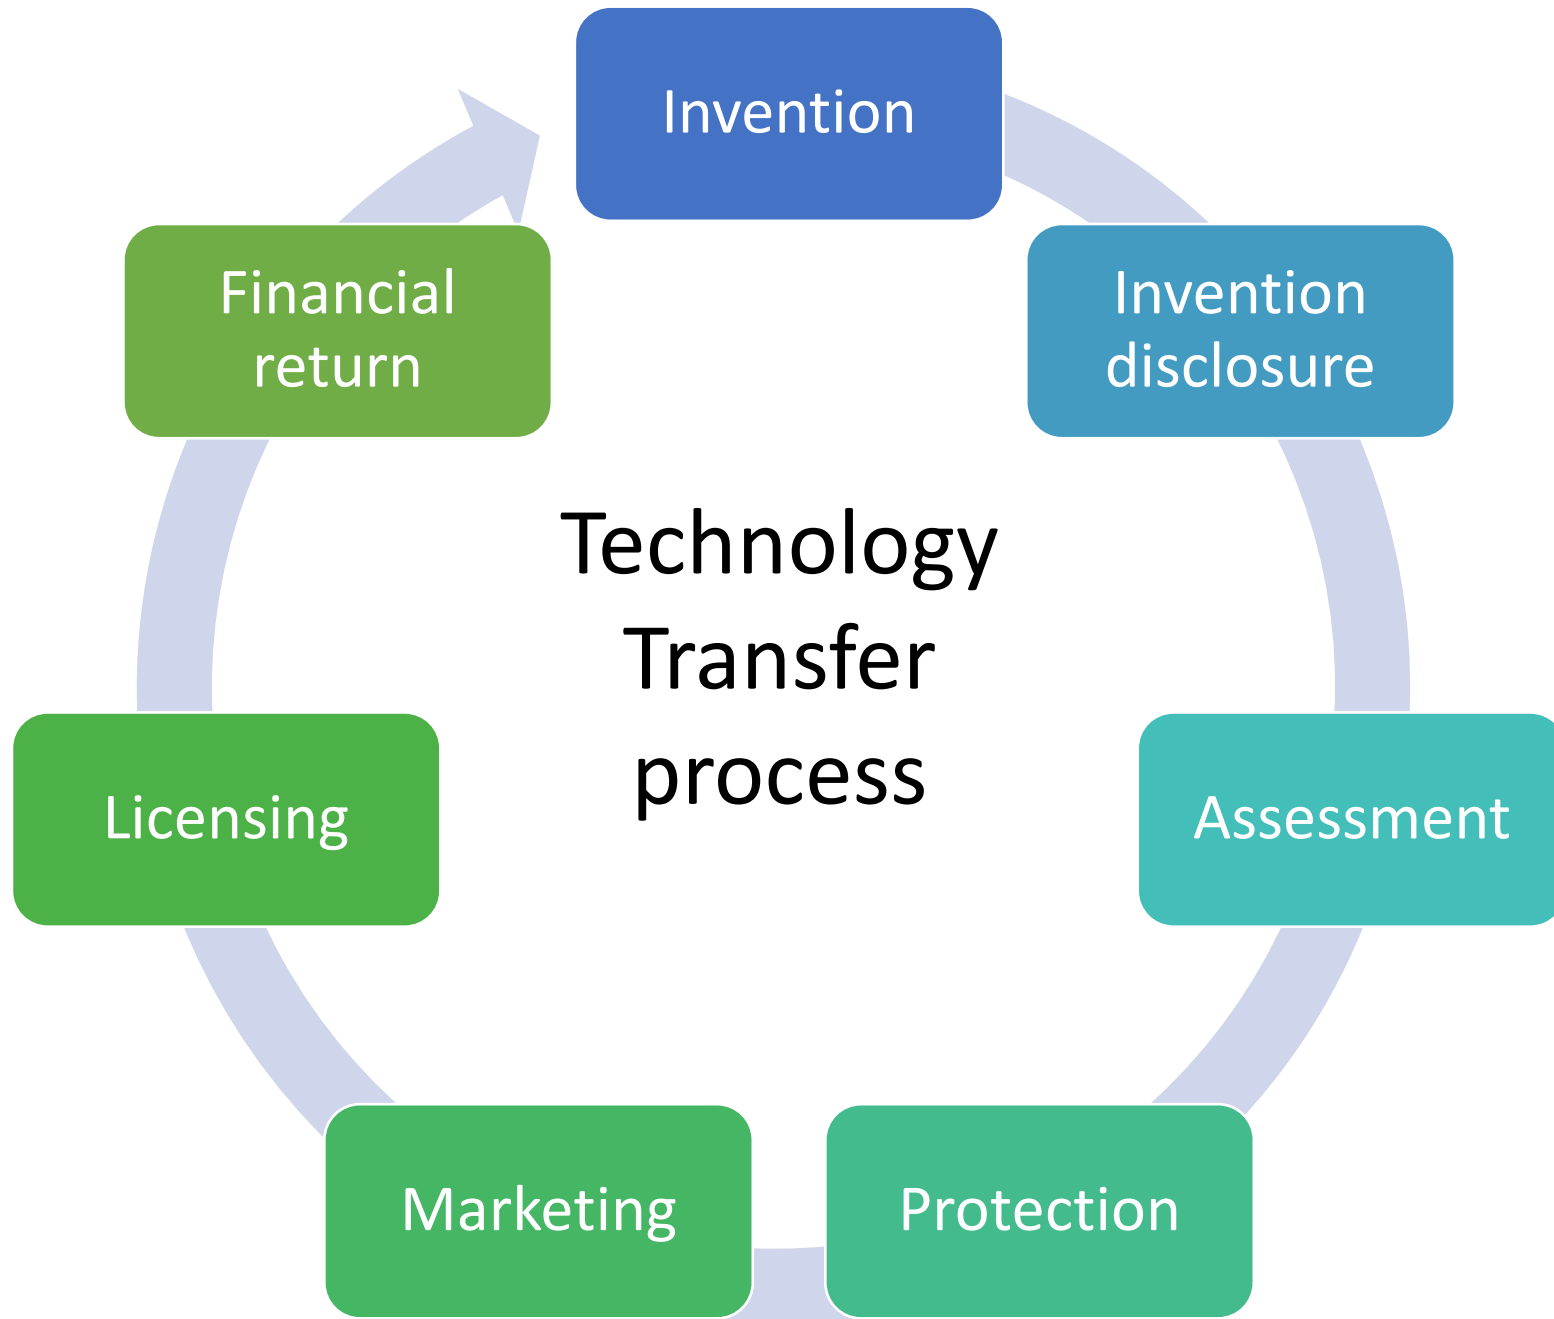 Invention
Invention
disclosure
Assessment
Protection
Marketing
Licensing
Financial
return
Technology
Transfer
process